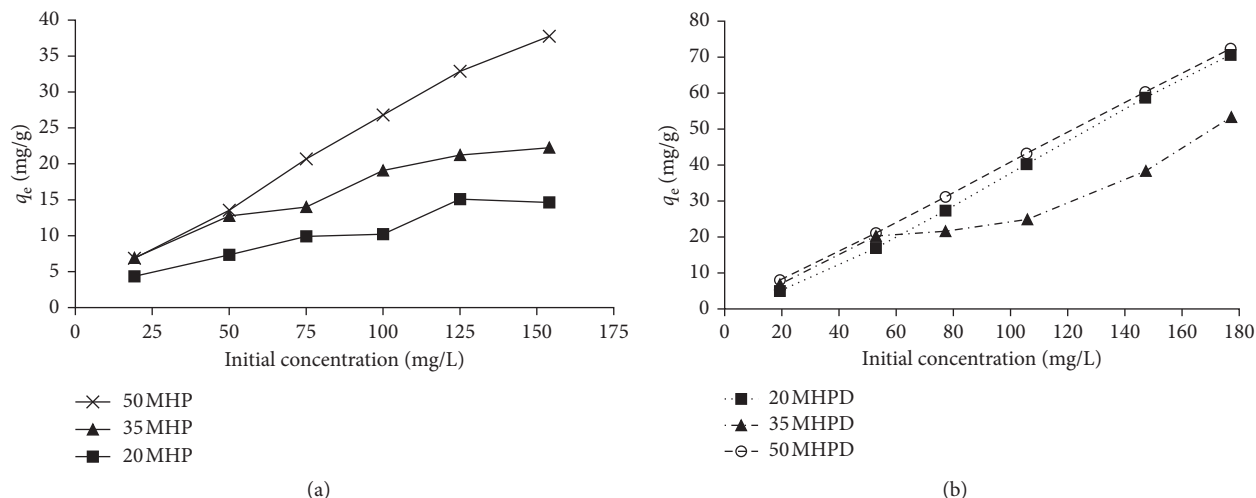 40
35
30
25
20
15
10
5
0
qe (mg/g)
0 25 50 75 100 125 150 175
Initial concentration (mg/L)
50 MHP
35 MHP
20 MHP
(a)
80
70
60
50
40
30
20
10
0
qe (mg/g)
0 20 40 60 80 100 120 140 160 180
Initial concentration (mg/L)
20 MHPD
35 MHPD
50 MHPD
(b)